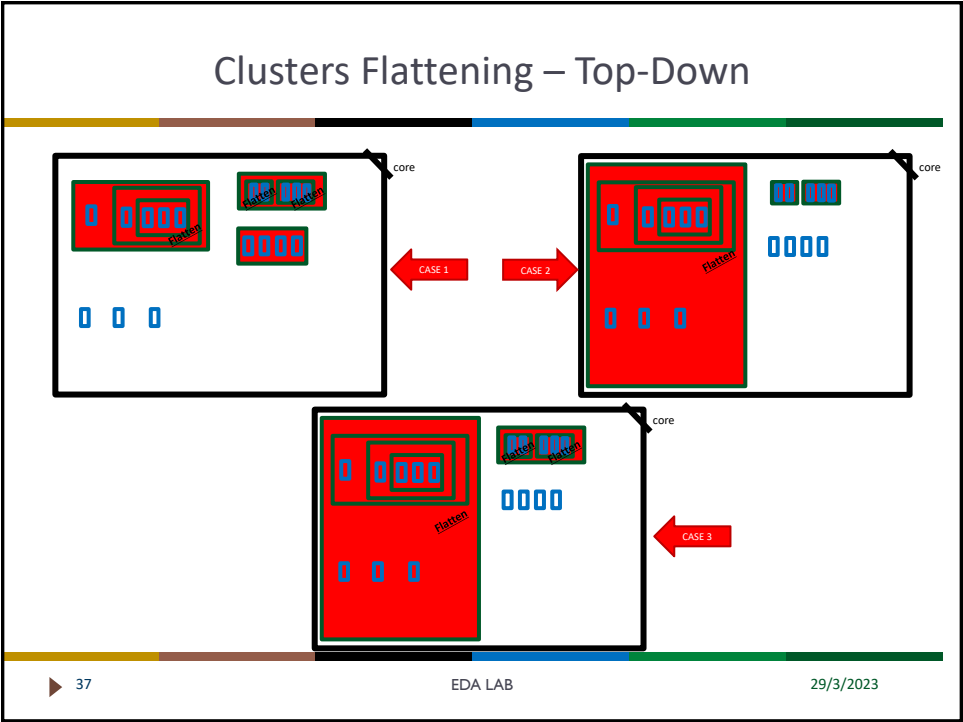 Clusters Flattening – Top-Down
core
Flatten
Flatten
Flatten
CASE 1
core
CASE 2
Flatten
core
Flatten
Flatten
Flatten
CASE 3
37
EDA LAB
29/3/2023